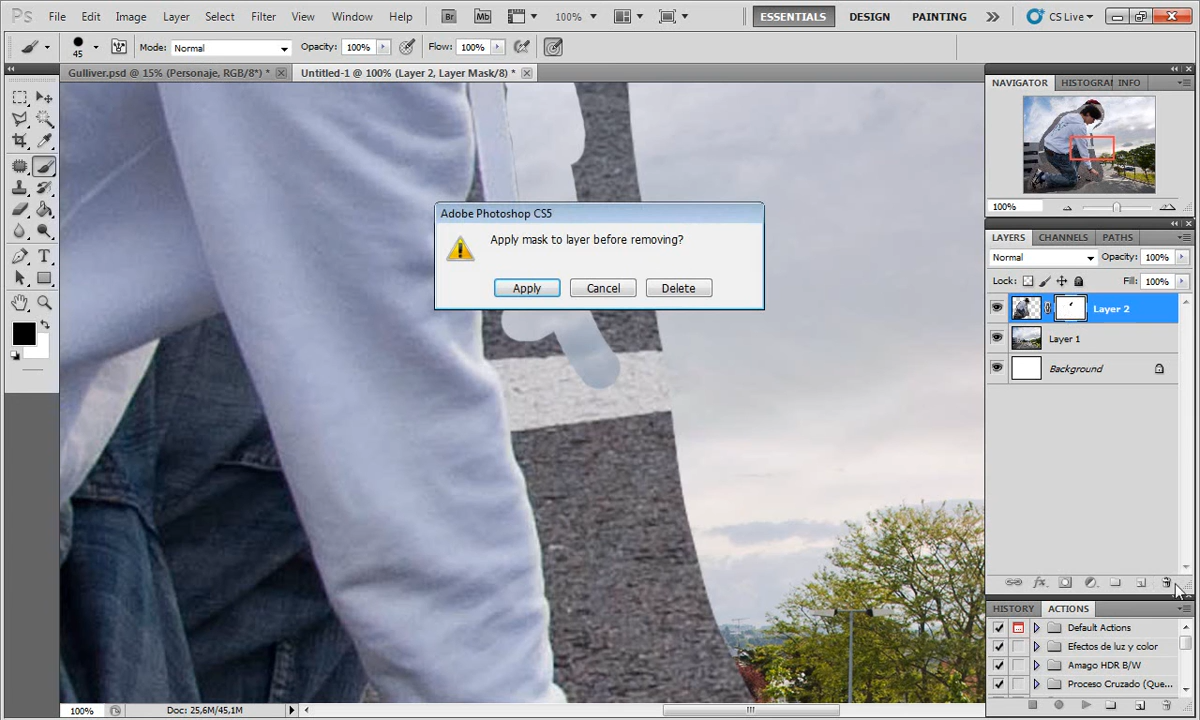 Ps File Edit Image Layer Select Filter View Window Help Br Mb 100% ESSENTIALS DESIGN PAINTING CS Live
45 Mode: Normal Opacity: 100% Flow: 100%
Gulliver.psd @ 15% (Personaje, RGB/8*) * Untitled-1 @ 100% (Layer 2, Layer Mask/8) *
NAVIGATOR HISTOGRAM INFO
100%
Adobe Photoshop CS5
Apply mask to layer before removing?
Apply Cancel Delete
LAYERS CHANNELS PATHS
Normal Opacity: 100%
Lock: Fill: 100%
Layer 2
Layer 1
Background
HISTORY ACTIONS
Default Actions
Efectos de luz y color
Amago HDR B/W
Proceso Cruzado (Que...
100% Doc: 25,6M/45,1M